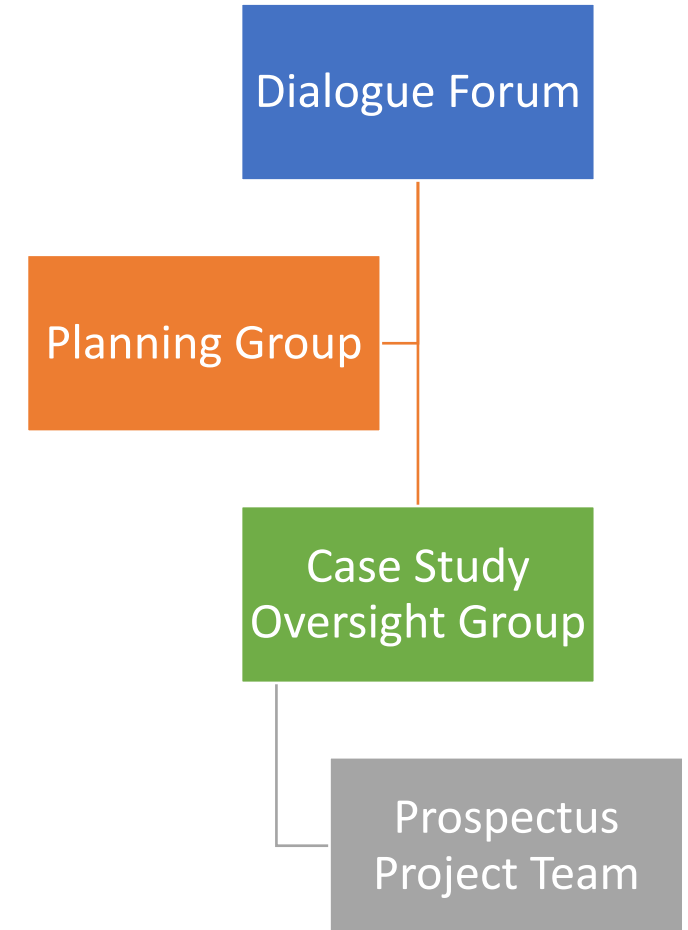 Dialogue Forum
Planning Group
Case Study
Oversight Group
Prospectus
Project Team